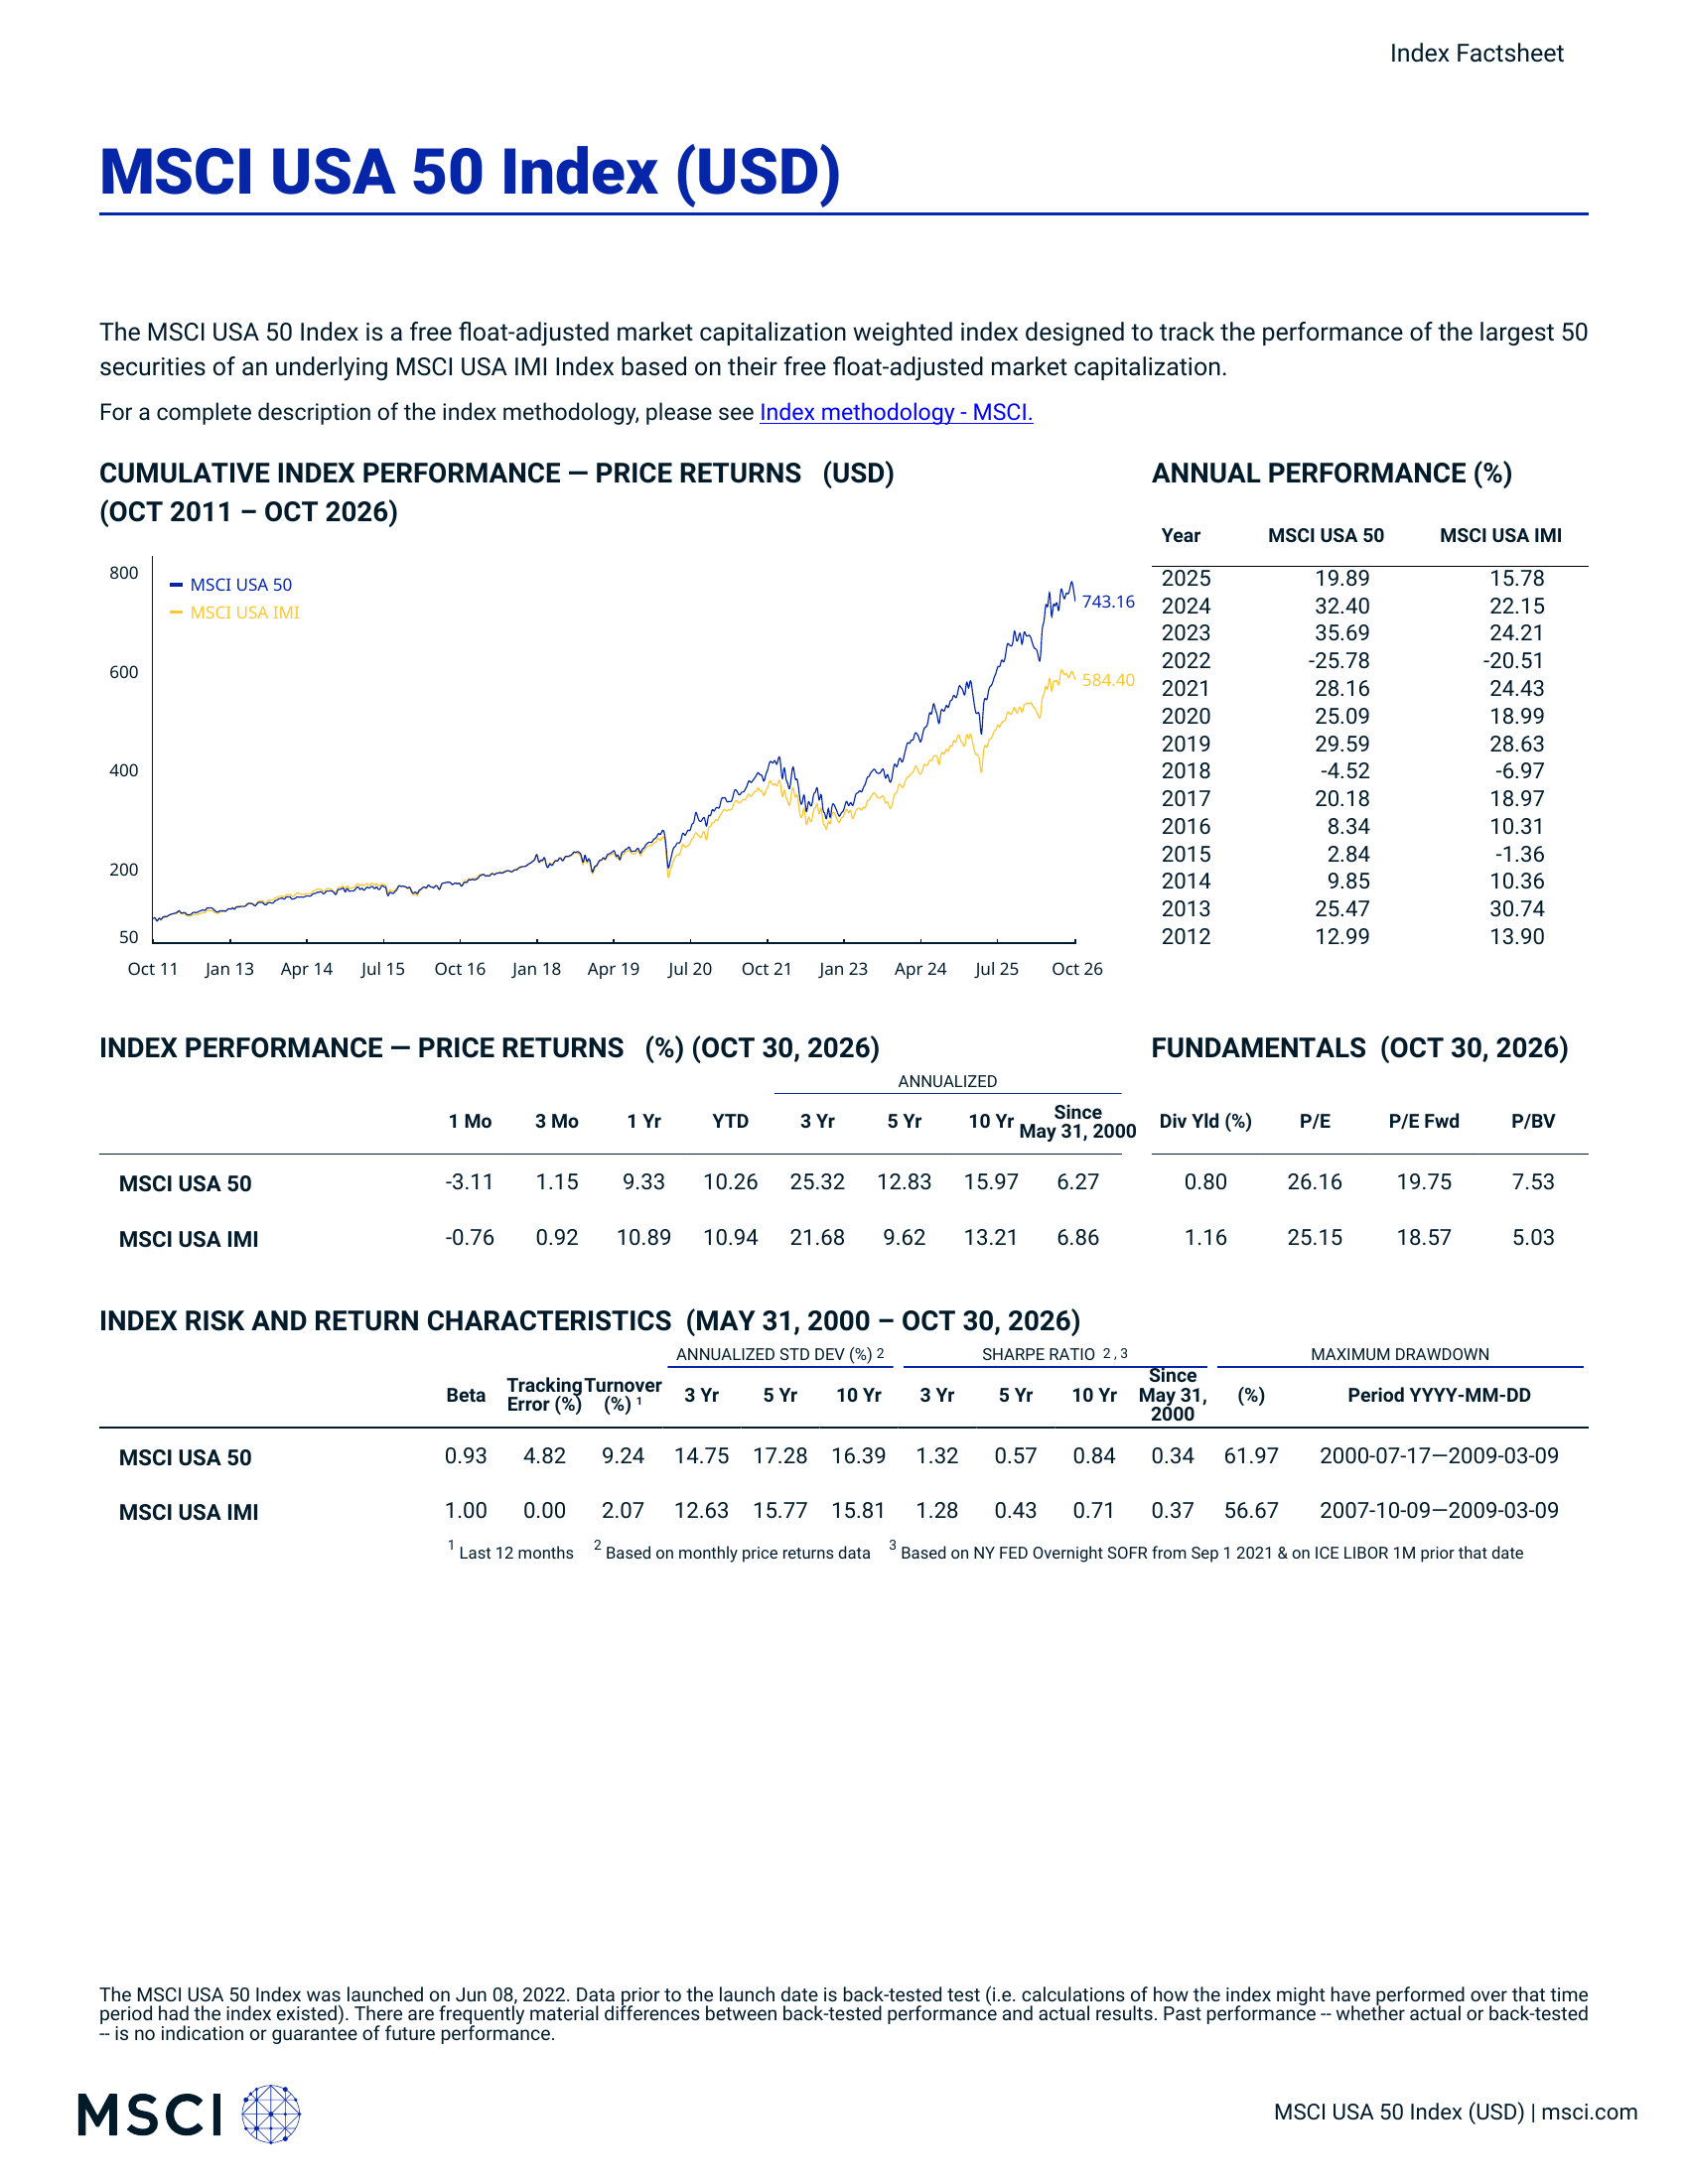 Index Factsheet
MSCI USA 50 Index (USD)
The MSCI USA 50 Index is a free float-adjusted market capitalization weighted index designed to track the performance of the largest 50
securities of an underlying MSCI USA IMI Index based on their free float-adjusted market capitalization.
For a complete description of the index methodology, please see Index methodology - MSCI.
CUMULATIVE INDEX PERFORMANCE — PRICE RETURNS (USD)
(OCT 2011 – OCT 2026)
800
600
400
200
50
MSCI USA 50
MSCI USA IMI
743.16
584.40
Oct 11 Jan 13 Apr 14 Jul 15 Oct 16 Jan 18 Apr 19 Jul 20 Oct 21 Jan 23 Apr 24 Jul 25 Oct 26
ANNUAL PERFORMANCE (%)
Year MSCI USA 50 MSCI USA IMI
2025 19.89 15.78
2024 32.40 22.15
2023 35.69 24.21
2022 -25.78 -20.51
2021 28.16 24.43
2020 25.09 18.99
2019 29.59 28.63
2018 -4.52 -6.97
2017 20.18 18.97
2016 8.34 10.31
2015 2.84 -1.36
2014 9.85 10.36
2013 25.47 30.74
2012 12.99 13.90
INDEX PERFORMANCE — PRICE RETURNS (%) (OCT 30, 2026)
ANNUALIZED
1 Mo 3 Mo 1 Yr YTD 3 Yr 5 Yr 10 Yr Since
May 31, 2000
MSCI USA 50 -3.11 1.15 9.33 10.26 25.32 12.83 15.97 6.27
MSCI USA IMI -0.76 0.92 10.89 10.94 21.68 9.62 13.21 6.86
FUNDAMENTALS (OCT 30, 2026)
Div Yld (%) P/E P/E Fwd P/BV
0.80 26.16 19.75 7.53
1.16 25.15 18.57 5.03
INDEX RISK AND RETURN CHARACTERISTICS (MAY 31, 2000 – OCT 30, 2026)
ANNUALIZED STD DEV (%) 2 SHARPE RATIO 2 , 3 MAXIMUM DRAWDOWN
Beta Tracking
Error (%) Turnover
(%) 1 3 Yr 5 Yr 10 Yr 3 Yr 5 Yr 10 Yr Since
May 31,
2000 (%) Period YYYY-MM-DD
MSCI USA 50 0.93 4.82 9.24 14.75 17.28 16.39 1.32 0.57 0.84 0.34 61.97 2000-07-17—2009-03-09
MSCI USA IMI 1.00 0.00 2.07 12.63 15.77 15.81 1.28 0.43 0.71 0.37 56.67 2007-10-09—2009-03-09
1 Last 12 months 2 Based on monthly price returns data 3 Based on NY FED Overnight SOFR from Sep 1 2021 & on ICE LIBOR 1M prior that date
The MSCI USA 50 Index was launched on Jun 08, 2022. Data prior to the launch date is back-tested test (i.e. calculations of how the index might have performed over that time
period had the index existed). There are frequently material differences between back-tested performance and actual results. Past performance -- whether actual or back-tested
-- is no indication or guarantee of future performance.
MSCI
MSCI USA 50 Index (USD) | msci.com